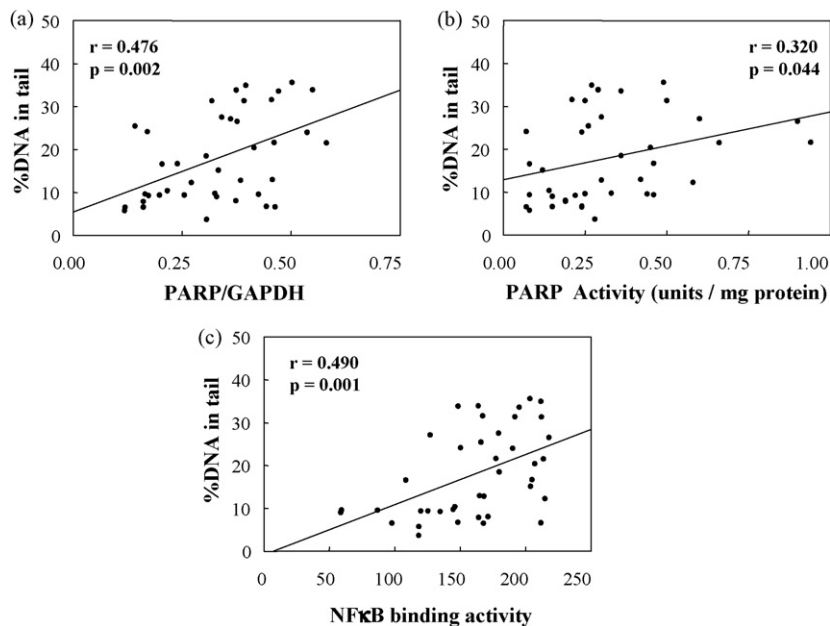 (a)
50
40
30
20
10
0
%DNA in tail
r = 0.476
p = 0.002
0.00 0.25 0.50 0.75
PARP/GAPDH
(b)
50
40
30
20
10
0
%DNA in tail
r = 0.320
p = 0.044
0.00 0.25 0.50 0.75 1.00
PARP Activity (units / mg protein)
(c)
50
40
30
20
10
0
%DNA in tail
r = 0.490
p = 0.001
0 50 100 150 200 250
NFκB binding activity